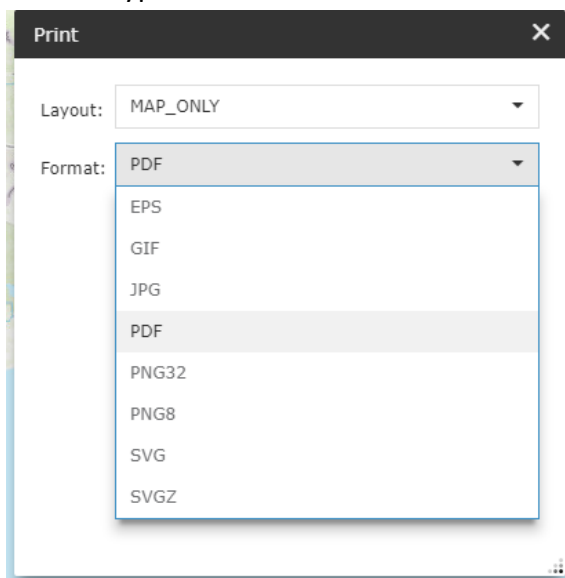 Print
Layout: MAP_ONLY
Format: PDF
EPS
GIF
JPG
PDF
PNG32
PNG8
SVG
SVGZ